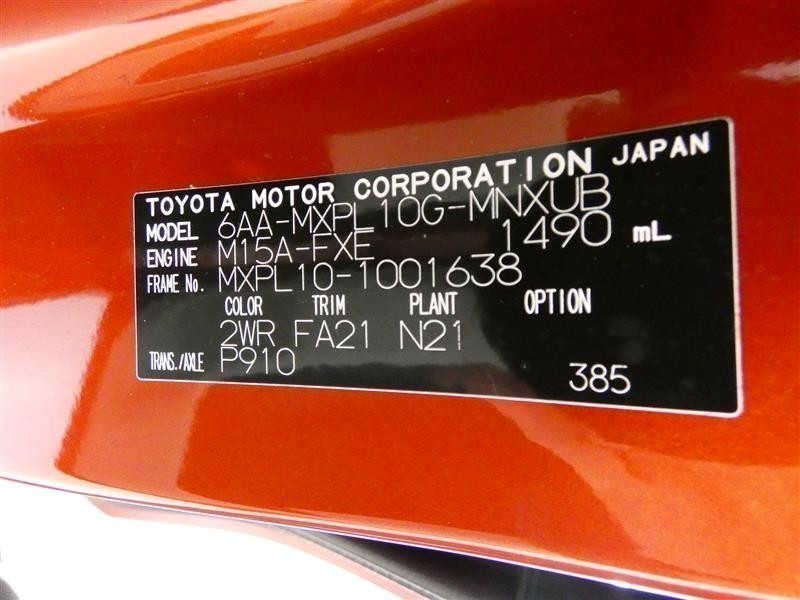 TOYOTA MOTOR CORPORATION JAPAN
MODEL 6AA-MXPL10G-MNXUB
ENGINE M15A-FXE 1490 mL
FRAME No. MXPL10-1001638
COLOR TRIM PLANT OPTION
2WR FA21 N21
TRANS./AXLE P910
385